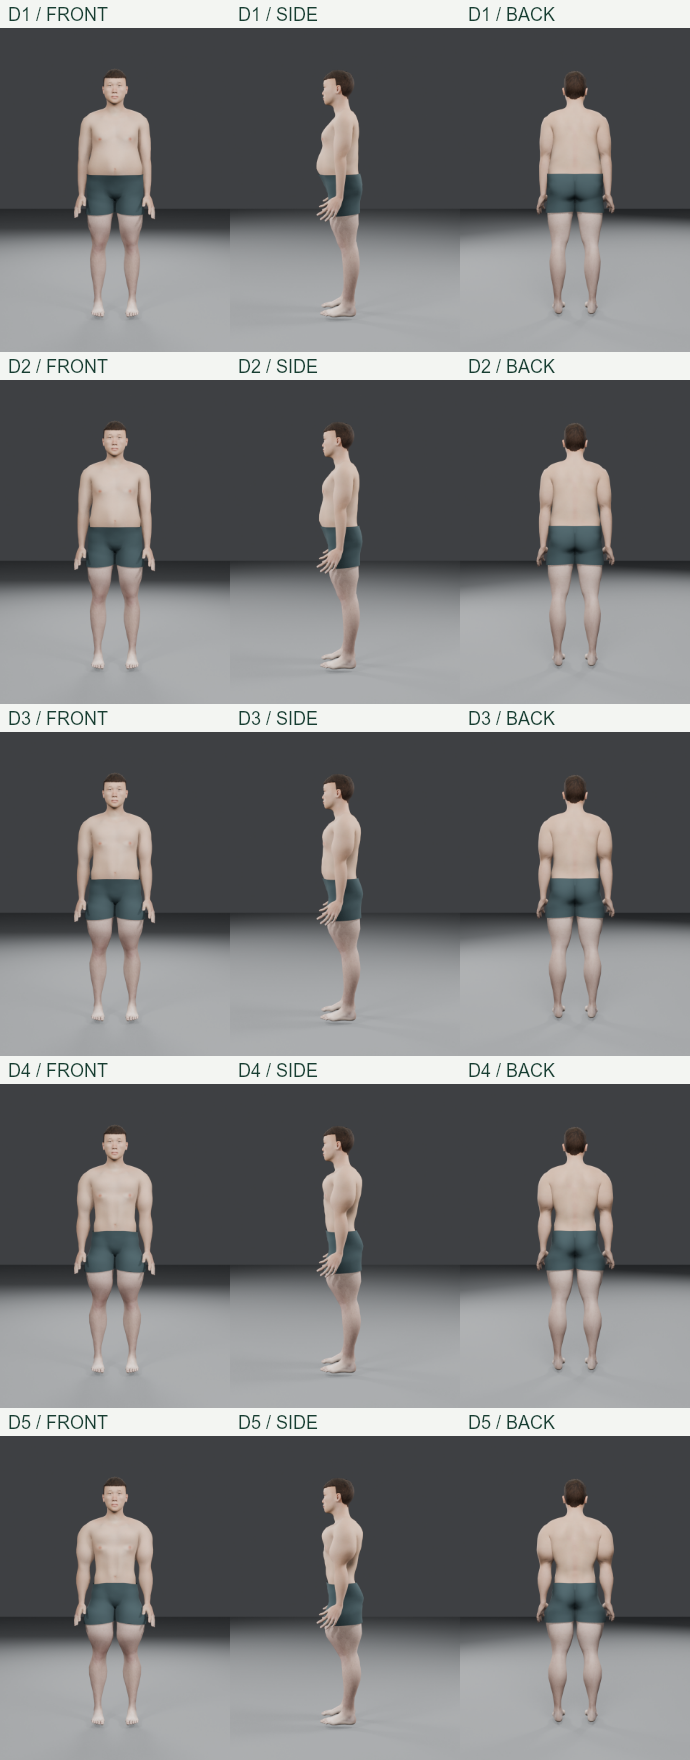 D1 / FRONT
D1 / SIDE
D1 / BACK
D2 / FRONT
D2 / SIDE
D2 / BACK
D3 / FRONT
D3 / SIDE
D3 / BACK
D4 / FRONT
D4 / SIDE
D4 / BACK
D5 / FRONT
D5 / SIDE
D5 / BACK